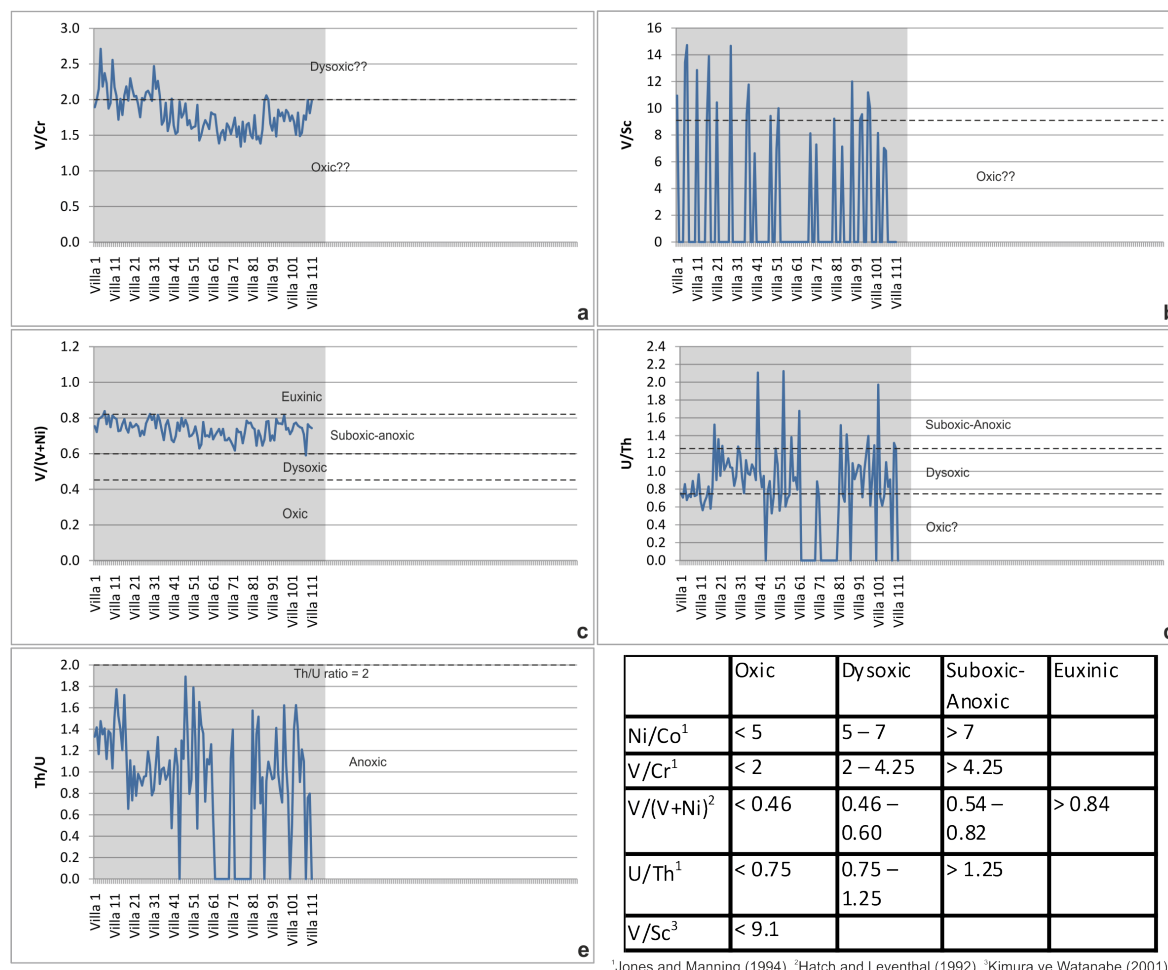 3.0
2.5
2.0
1.5
1.0
0.5
0.0
V/Cr
Dysoxic??
Oxic??
Villa 1
Villa 11
Villa 21
Villa 31
Villa 41
Villa 51
Villa 61
Villa 71
Villa 81
Villa 91
Villa 101
Villa 111
a
16
14
12
10
8
6
4
2
0
V/Sc
Oxic??
Villa 1
Villa 11
Villa 21
Villa 31
Villa 41
Villa 51
Villa 61
Villa 71
Villa 81
Villa 91
Villa 101
Villa 111
b
1.2
1.0
0.8
0.6
0.4
0.2
0.0
V/(V+Ni)
Euxinic
Suboxic-anoxic
Dysoxic
Oxic
Villa 1
Villa 11
Villa 21
Villa 31
Villa 41
Villa 51
Villa 61
Villa 71
Villa 81
Villa 91
Villa 101
Villa 111
c
2.4
2.2
2.0
1.8
1.6
1.4
1.2
1.0
0.8
0.6
0.4
0.2
0.0
U/Th
Suboxic-Anoxic
Dysoxic
Oxic?
Villa 1
Villa 11
Villa 21
Villa 31
Villa 41
Villa 51
Villa 61
Villa 71
Villa 81
Villa 91
Villa 101
Villa 111
2.0
1.8
1.6
1.4
1.2
1.0
0.8
0.6
0.4
0.2
0.0
Th/U
Th/U ratio = 2
Anoxic
Villa 1
Villa 11
Villa 21
Villa 31
Villa 41
Villa 51
Villa 61
Villa 71
Villa 81
Villa 91
Villa 101
Villa 111
e
Oxic Dysoxic Suboxic- Euxinic
Anoxic
Ni/Co¹ < 5 5 – 7 > 7
V/Cr¹ < 2 2 – 4.25 > 4.25
V/(V+Ni)² < 0.46 0.46 – 0.54 – > 0.84
0.60 0.82
U/Th¹ < 0.75 0.75 – > 1.25
1.25
V/Sc³ < 9.1
¹Jones and Manning (1994), ²Hatch and Leventhal (1992), ³Kimura ve Watanabe (2001)